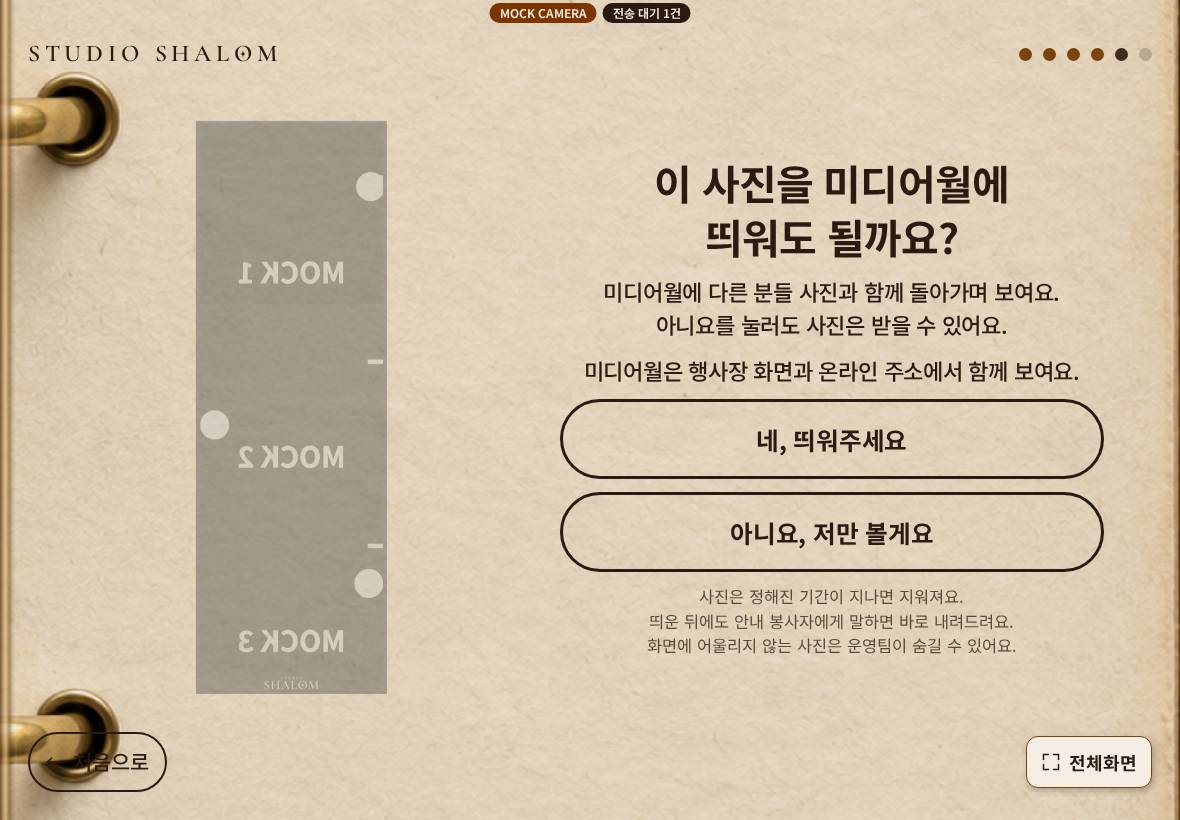 MOCK CAMERA
전송 대기 1건
STUDIO SHALOM
MOCK 1
MOCK 2
MOCK 3
SHALOM
이 사진을 미디어월에
띄워도 될까요?
미디어월에 다른 분들 사진과 함께 돌아가며 보여요.
아니요를 눌러도 사진은 받을 수 있어요.
미디어월은 행사장 화면과 온라인 주소에서 함께 보여요.
네, 띄워주세요
아니요, 저만 볼게요
사진은 정해진 기간이 지나면 지워져요.
띄운 뒤에도 안내 봉사자에게 말하면 바로 내려드려요.
화면에 어울리지 않는 사진은 운영팀이 숨길 수 있어요.
← 처음으로
전체화면